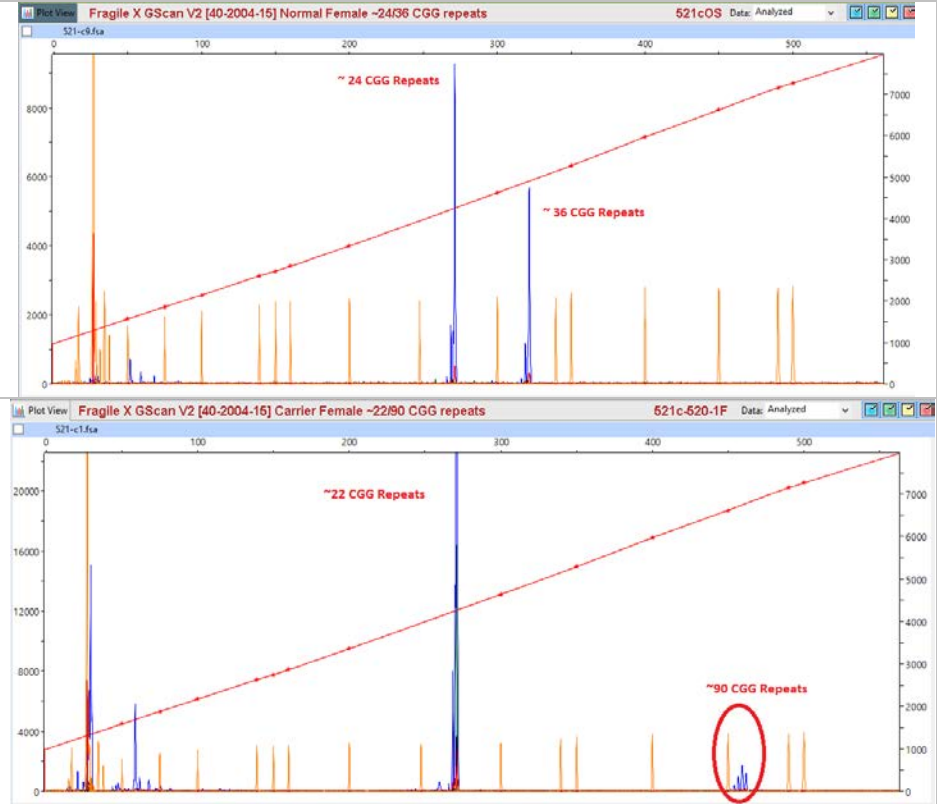 Plot View Fragile X GScan V2 [40-2004-15] Normal Female ~24/36 CGG repeats 521cOS Data: Analyzed
521-c9.fsa
0 100 200 300 400 500
~ 24 CGG Repeats
8000 7000
6000
6000 5000
~ 36 CGG Repeats
4000 4000
3000
2000 2000
1000
0 0
Plot View Fragile X GScan V2 [40-2004-15] Carrier Female ~22/90 CGG repeats 521c-520-1F Data: Analyzed
521-c1.fsa
0 100 200 300 400 500
~22 CGG Repeats
20000 7000
16000 6000
5000
12000 4000
8000 3000
~90 CGG Repeats
2000
4000 1000
0 0